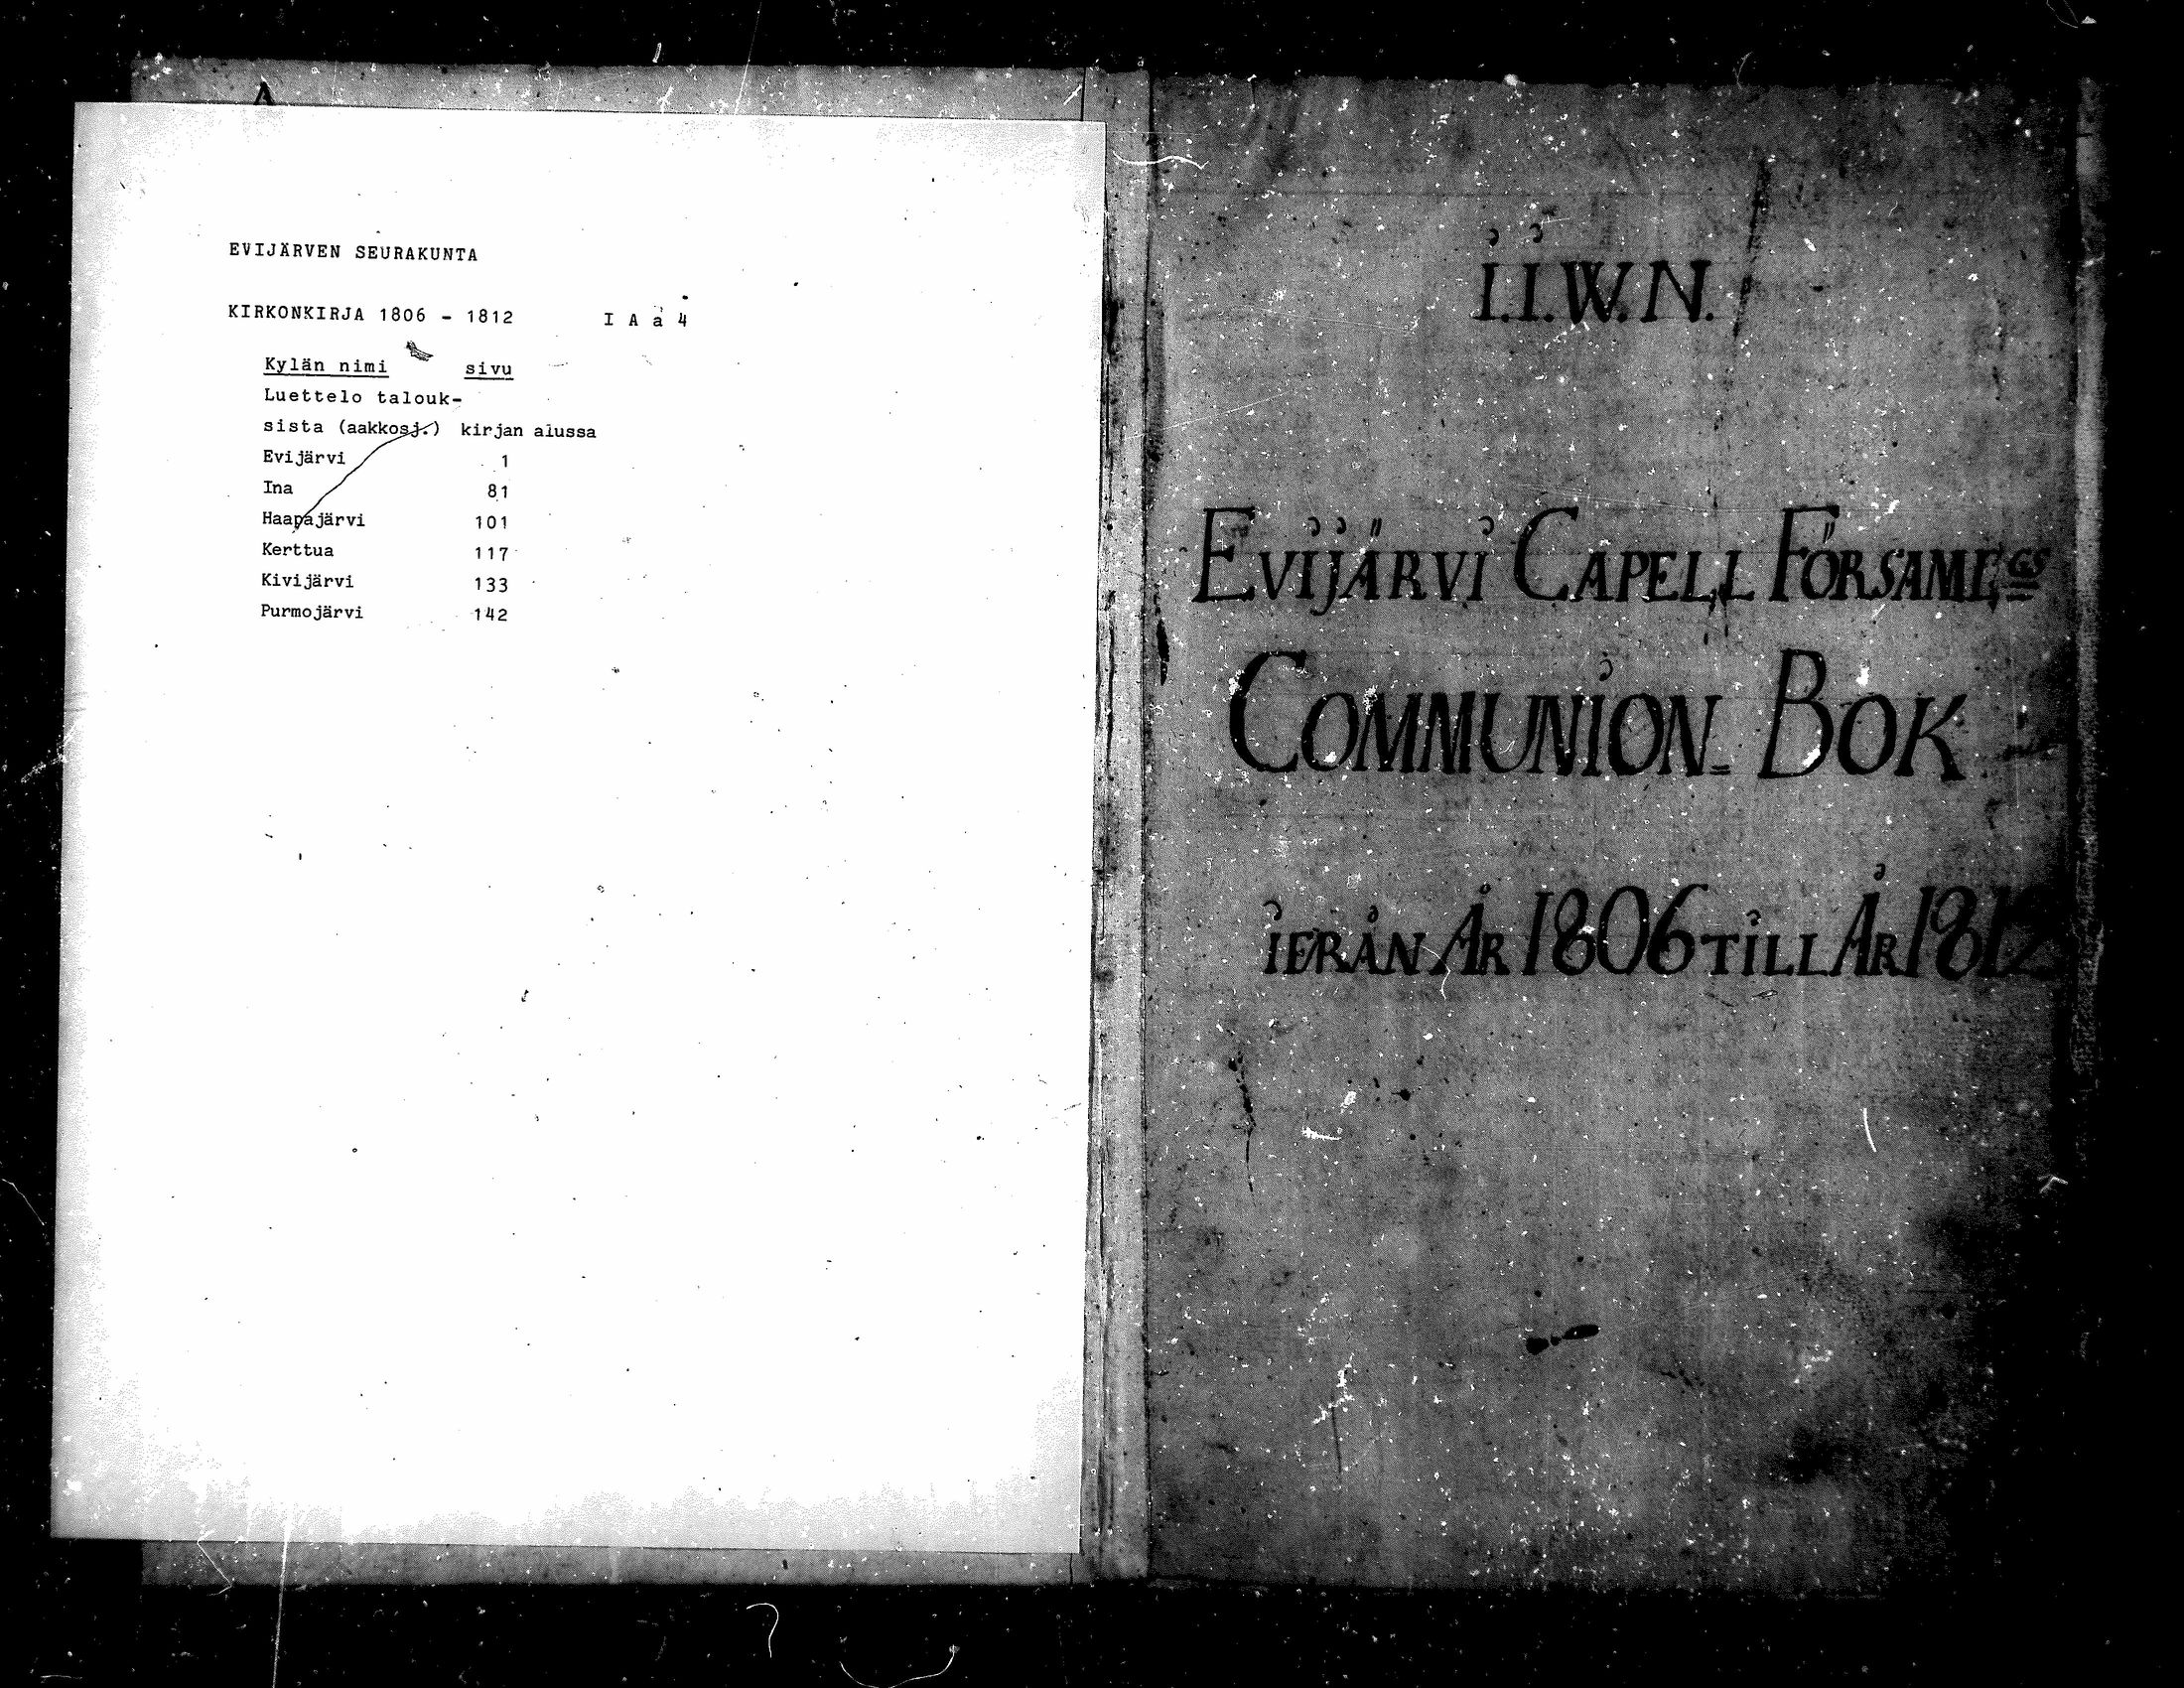 EVIJÄRVEN SEURAKUNTA
KIRKONKIRJA 1806 - 1812 I A a 4
Kylän nimi sivu
Luettelo talouk-
sista (aakkosj.) kirjan alussa
Evijärvi 1
Ina 81
Haapajärvi 101
Kerttua 117
Kivijärvi 133
Purmojärvi 142
I.I.W.N.
EVIJÄRVI CAPELL FÖRSAML:GS
COMMUNION= BOK
IFRÅN ÅR 1806 TILL ÅR 1812